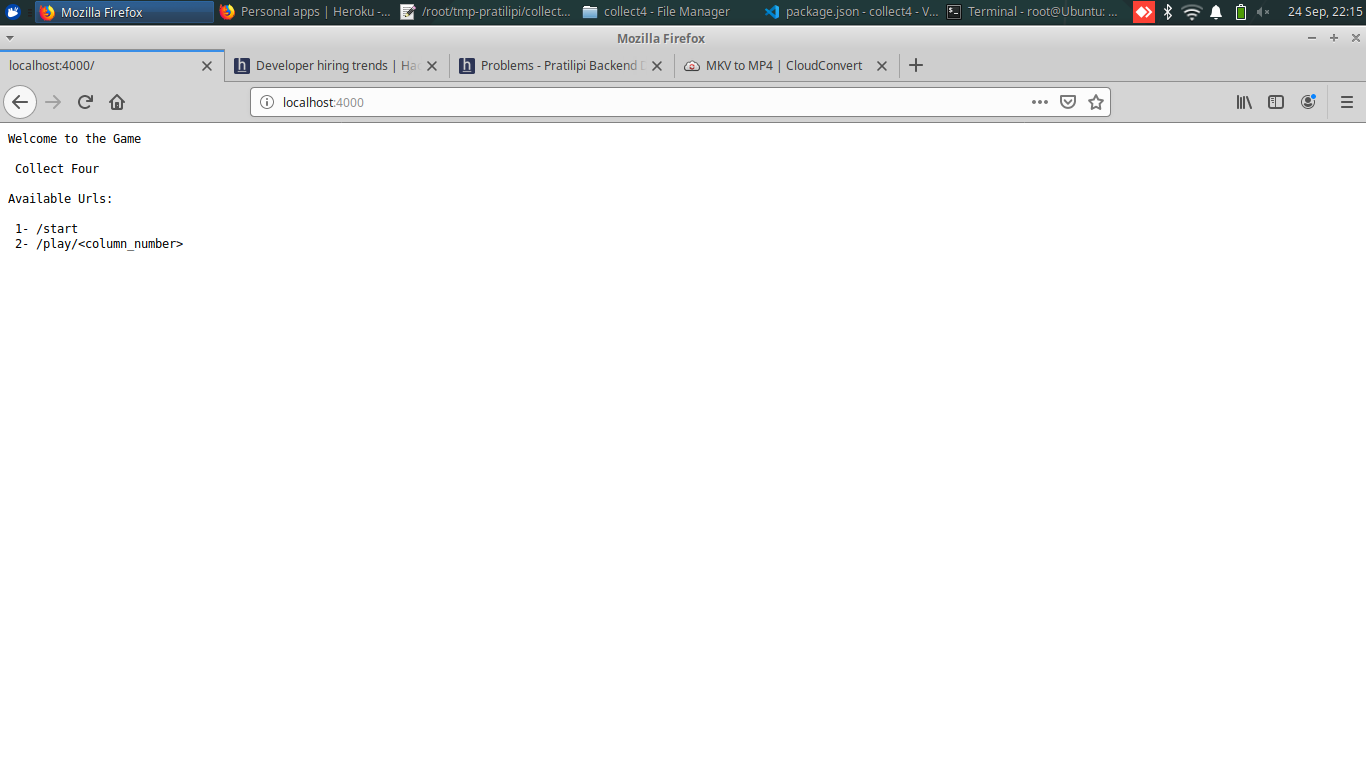 Mozilla Firefox
Personal apps | Heroku -...
/root/tmp-pratilipi/collect...
collect4 - File Manager
package.json - collect4 - V...
Terminal - root@Ubuntu: ...
24 Sep, 22:15
Mozilla Firefox
localhost:4000/
Developer hiring trends | Hac
Problems - Pratilipi Backend
MKV to MP4 | CloudConvert
localhost:4000
Welcome to the Game
Collect Four
Available Urls:
1- /start
2- /play/<column_number>